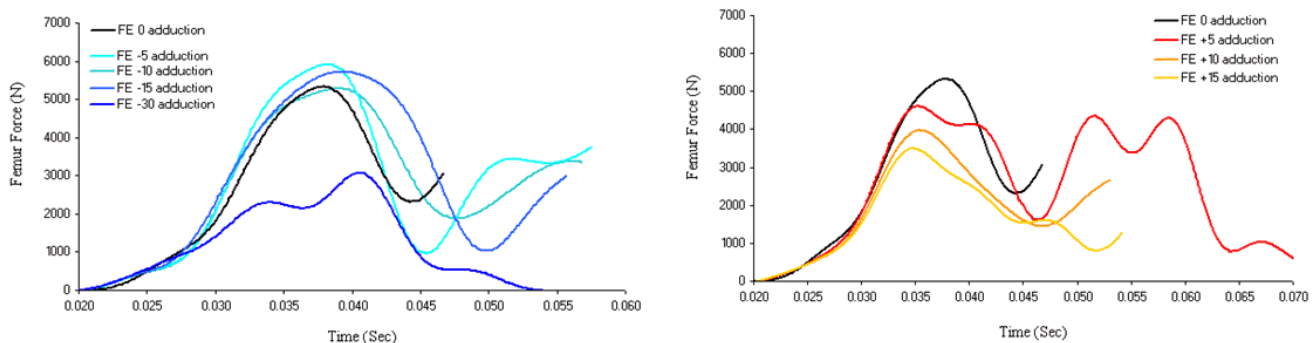 7000
6000
5000
4000
3000
2000
1000
0
Femur Force (N)
FE 0 adduction
FE -5 adduction
FE -10 adduction
FE -15 adduction
FE -30 adduction
0.020 0.025 0.030 0.035 0.040 0.045 0.050 0.055 0.060
Time (Sec)
7000
6000
5000
4000
3000
2000
1000
0
Femur Force (N)
FE 0 adduction
FE +5 adduction
FE +10 adduction
FE +15 adduction
0.020 0.025 0.030 0.035 0.040 0.045 0.050 0.055 0.060 0.065 0.070
Time (Sec)